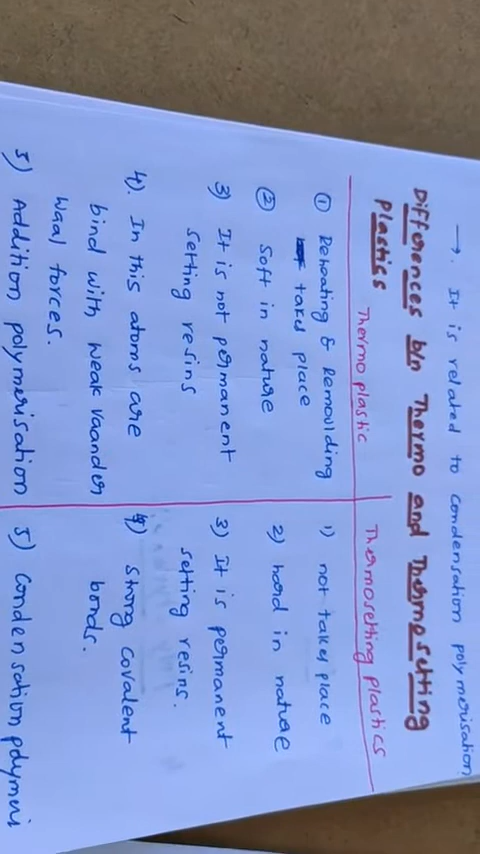 →. It is related to condensation polymerisation
Differences b/n Thermo and Thermosetting
Plastics
Thermo plastic
① Reheating & Remoulding
takes place
② Soft in nature
3) It is not permanent
setting resins
4). In this atoms are
bind with weak vaander
waal forces.
5) Addition polymerisation
Thermosetting plastics
1) not takes place
2) hard in nature
3) It is permanent
setting resins.
4) Strong covalent
bonds.
5) Condensation polymeri